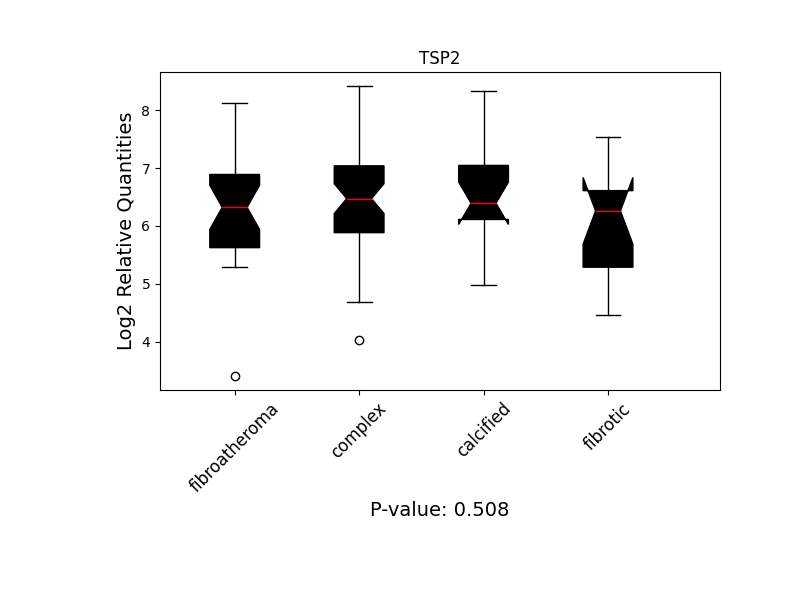 TSP2
Log2 Relative Quantities
8
7
6
5
4
fibroatheroma
complex
calcified
fibrotic
P-value: 0.508